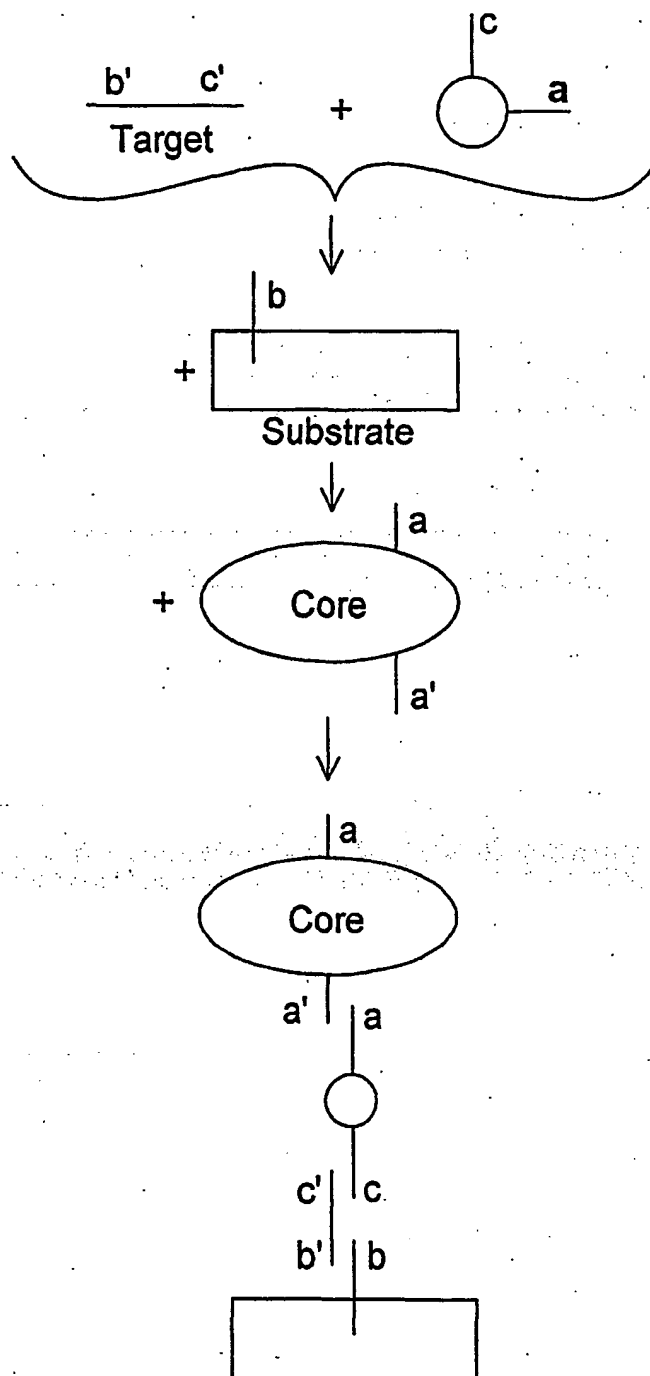 c
b' c' + a
Target
b
+
Substrate
a
+ Core
a'
a
Core
a' a
c' c
b' b